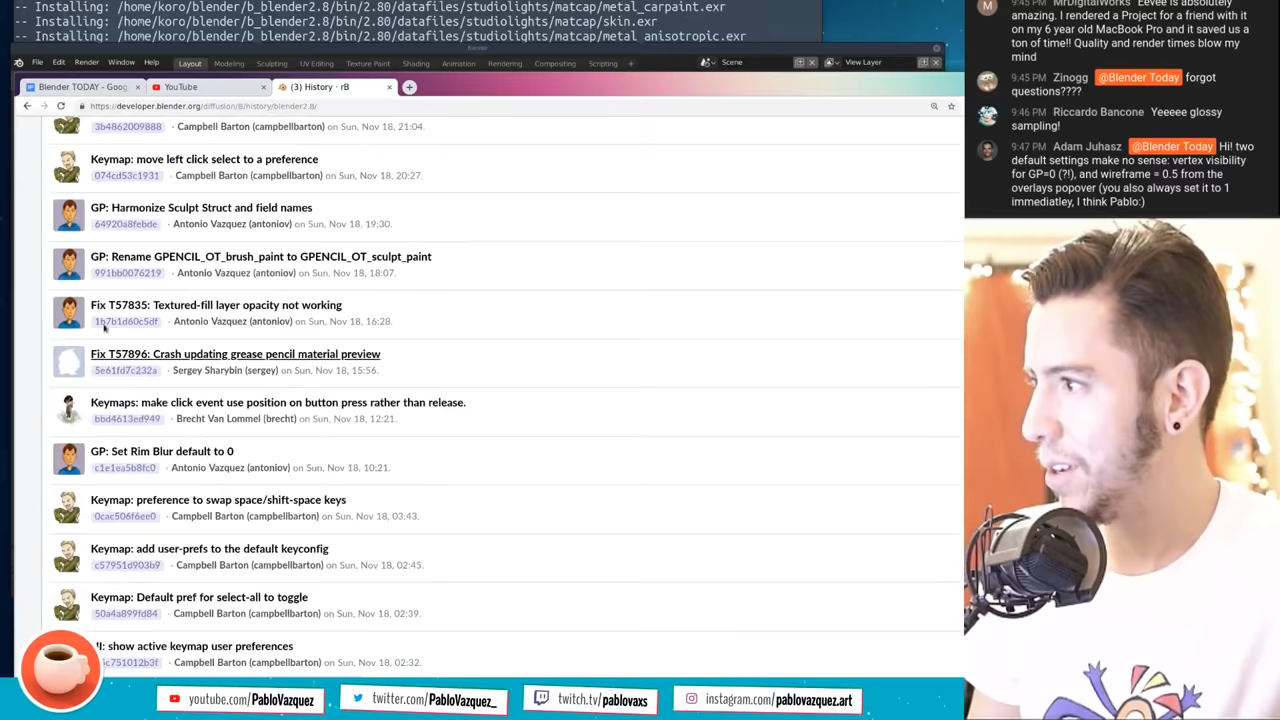 -- Installing: /home/koro/blender/b_blender2.8/bin/2.80/datafiles/studiolights/matcap/metal_carpaint.exr
-- Installing: /home/koro/blender/b_blender2.8/bin/2.80/datafiles/studiolights/matcap/skin.exr
-- Installing: /home/koro/blender/b_blender2.8/bin/2.80/datafiles/studiolights/matcap/metal_anisotropic.exr
Blender
File Edit Render Window Help Layout Modeling Sculpting UV Editing Texture Paint Shading Animation Rendering Compositing Scripting + Scene View Layer
Blender TODAY - Goog
YouTube
(3) History · rB
https://developer.blender.org/diffusion/B/history/blender2.8/
3b4862009888 · Campbell Barton (campbellbarton) on Sun, Nov 18, 21:04.
Keymap: move left click select to a preference
074cd53c1931 · Campbell Barton (campbellbarton) on Sun, Nov 18, 20:27.
GP: Harmonize Sculpt Struct and field names
64920a8febde · Antonio Vazquez (antoniov) on Sun, Nov 18, 19:30.
GP: Rename GPENCIL_OT_brush_paint to GPENCIL_OT_sculpt_paint
991bb0076219 · Antonio Vazquez (antoniov) on Sun, Nov 18, 18:07.
Fix T57835: Textured-fill layer opacity not working
1b7b1d60c5df · Antonio Vazquez (antoniov) on Sun, Nov 18, 16:28.
Fix T57896: Crash updating grease pencil material preview
5e61fd7c232a · Sergey Sharybin (sergey) on Sun, Nov 18, 15:56.
Keymaps: make click event use position on button press rather than release.
bbd4613ed949 · Brecht Van Lommel (brecht) on Sun, Nov 18, 12:21.
GP: Set Rim Blur default to 0
c1e1ea5b8fc0 · Antonio Vazquez (antoniov) on Sun, Nov 18, 10:21.
Keymap: preference to swap space/shift-space keys
0cac506f6ee0 · Campbell Barton (campbellbarton) on Sun, Nov 18, 03:43.
Keymap: add user-prefs to the default keyconfig
c57951d903b9 · Campbell Barton (campbellbarton) on Sun, Nov 18, 02:45.
Keymap: Default pref for select-all to toggle
50a4a899fd84 · Campbell Barton (campbellbarton) on Sun, Nov 18, 02:39.
: show active keymap user preferences
c751012b3f · Campbell Barton (campbellbarton) on Sun, Nov 18, 02:32.
9:45 PM MrDigitalWorks Eevee is absolutely
amazing. I rendered a Project for a friend with it
on my 6 year old MacBook Pro and it saved us a
ton of time!! Quality and render times blow my
mind
9:45 PM Zinogg @Blender Today forgot
questions????
9:46 PM Riccardo Bancone Yeeeee glossy
sampling!
9:47 PM Adam Juhasz @Blender Today Hi! two
default settings make no sense: vertex visibility
for GP=0 (?!), and wireframe = 0.5 from the
overlays popover (you also always set it to 1
immediatley, I think Pablo:)
youtube.com/PabloVazquez
twitter.com/PabloVazquez_
twitch.tv/pablovaxs
instagram.com/pablovazquez.art